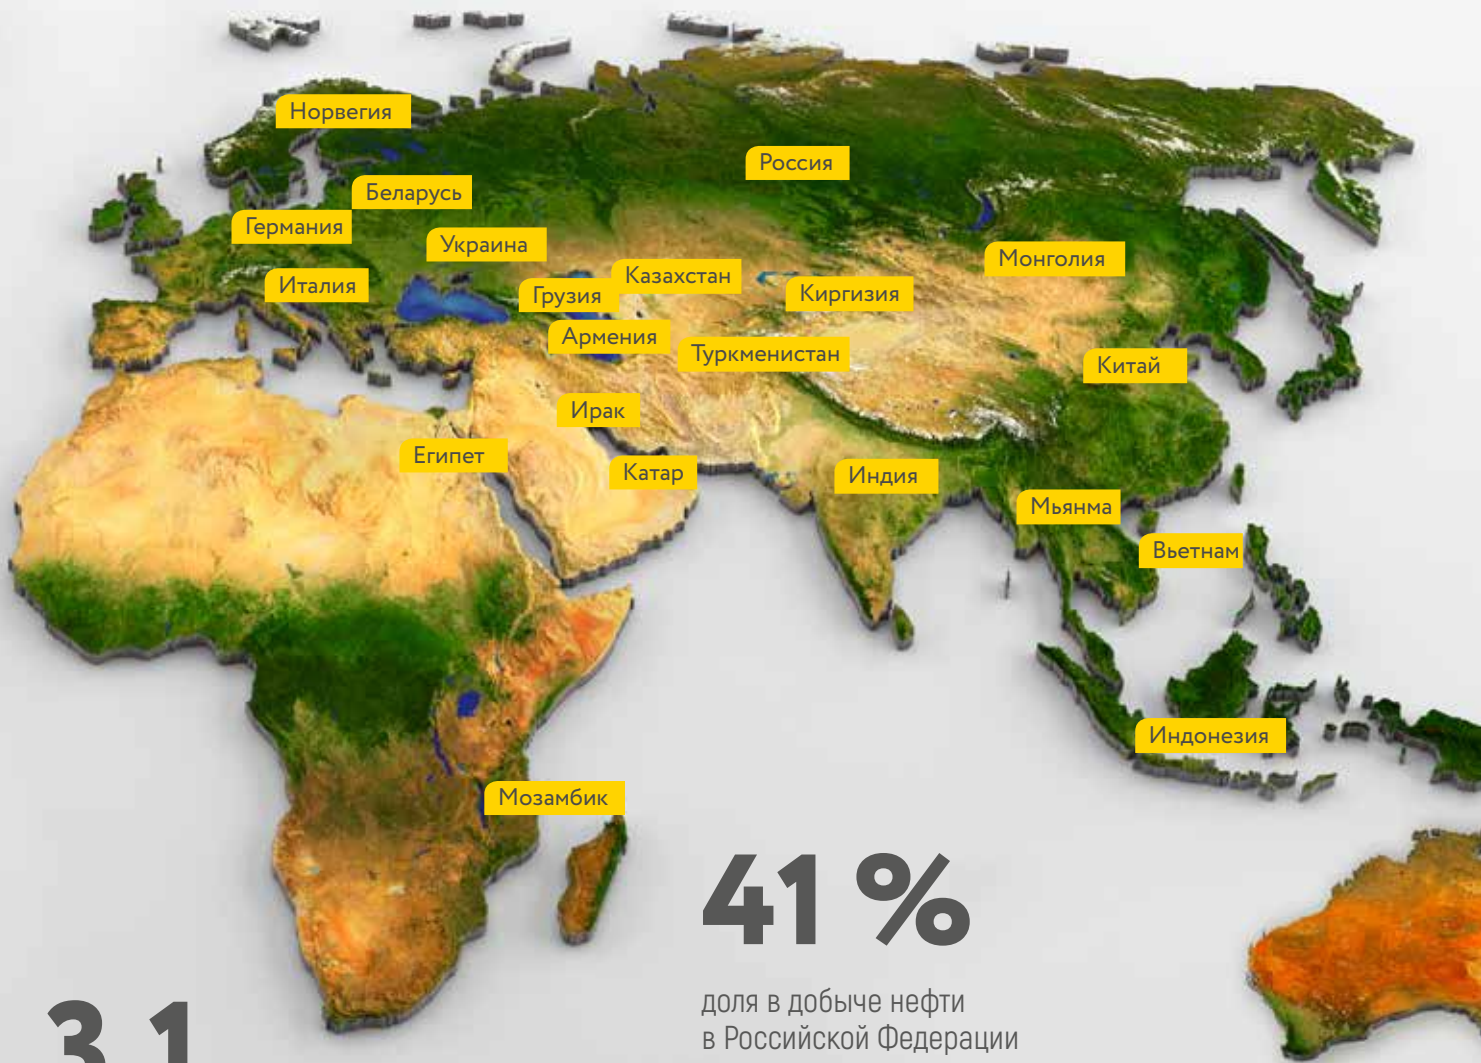 Норвегия
Россия
Беларусь
Германия
Украина
Монголия
Казахстан
Италия
Грузия
Киргизия
Армения
Туркменистан
Китай
Ирак
Египет
Катар
Индия
Мьянма
Вьетнам
Индонезия
Мозамбик
41 %
доля в добыче нефти
в Российской Федерации
3,1